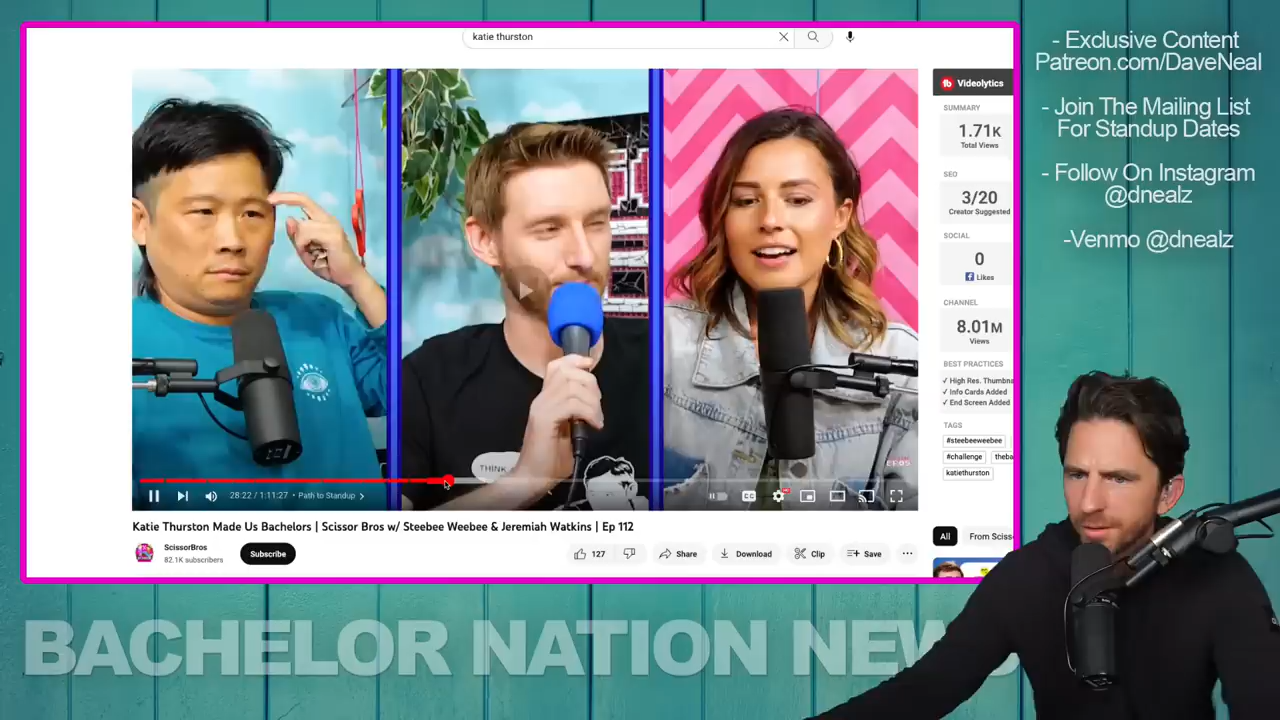 katie thurston
THINK
28:22 / 1:11:27 • Path to Standup
Katie Thurston Made Us Bachelors | Scissor Bros w/ Steebee Weebee & Jeremiah Watkins | Ep 112
ScissorBros
82.1K subscribers
Subscribe
127
Share
Download
Clip
Save
Videolytics
SUMMARY
1.71K
Total Views
SEO
3/20
Creator Suggested
SOCIAL
0
Likes
CHANNEL
8.01M
Views
BEST PRACTICES
✓ High Res. Thumbna
✓ Info Cards Added
✓ End Screen Added
TAGS
#steebeeweebee
#challenge theba
katiethurston
All From Sciss
- Exclusive Content
Patreon.com/DaveNeal
- Join The Mailing List
For Standup Dates
- Follow On Instagram
@dnealz
-Venmo @dnealz
BACHELOR NATION NEW